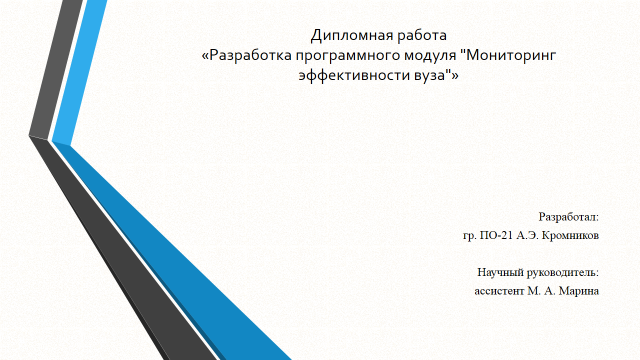 Дипломная работа
«Разработка программного модуля "Мониторинг
эффективности вуза"»
Разработал:
гр. ПО-21 А.Э. Кромников
Научный руководитель:
ассистент М. А. Марина